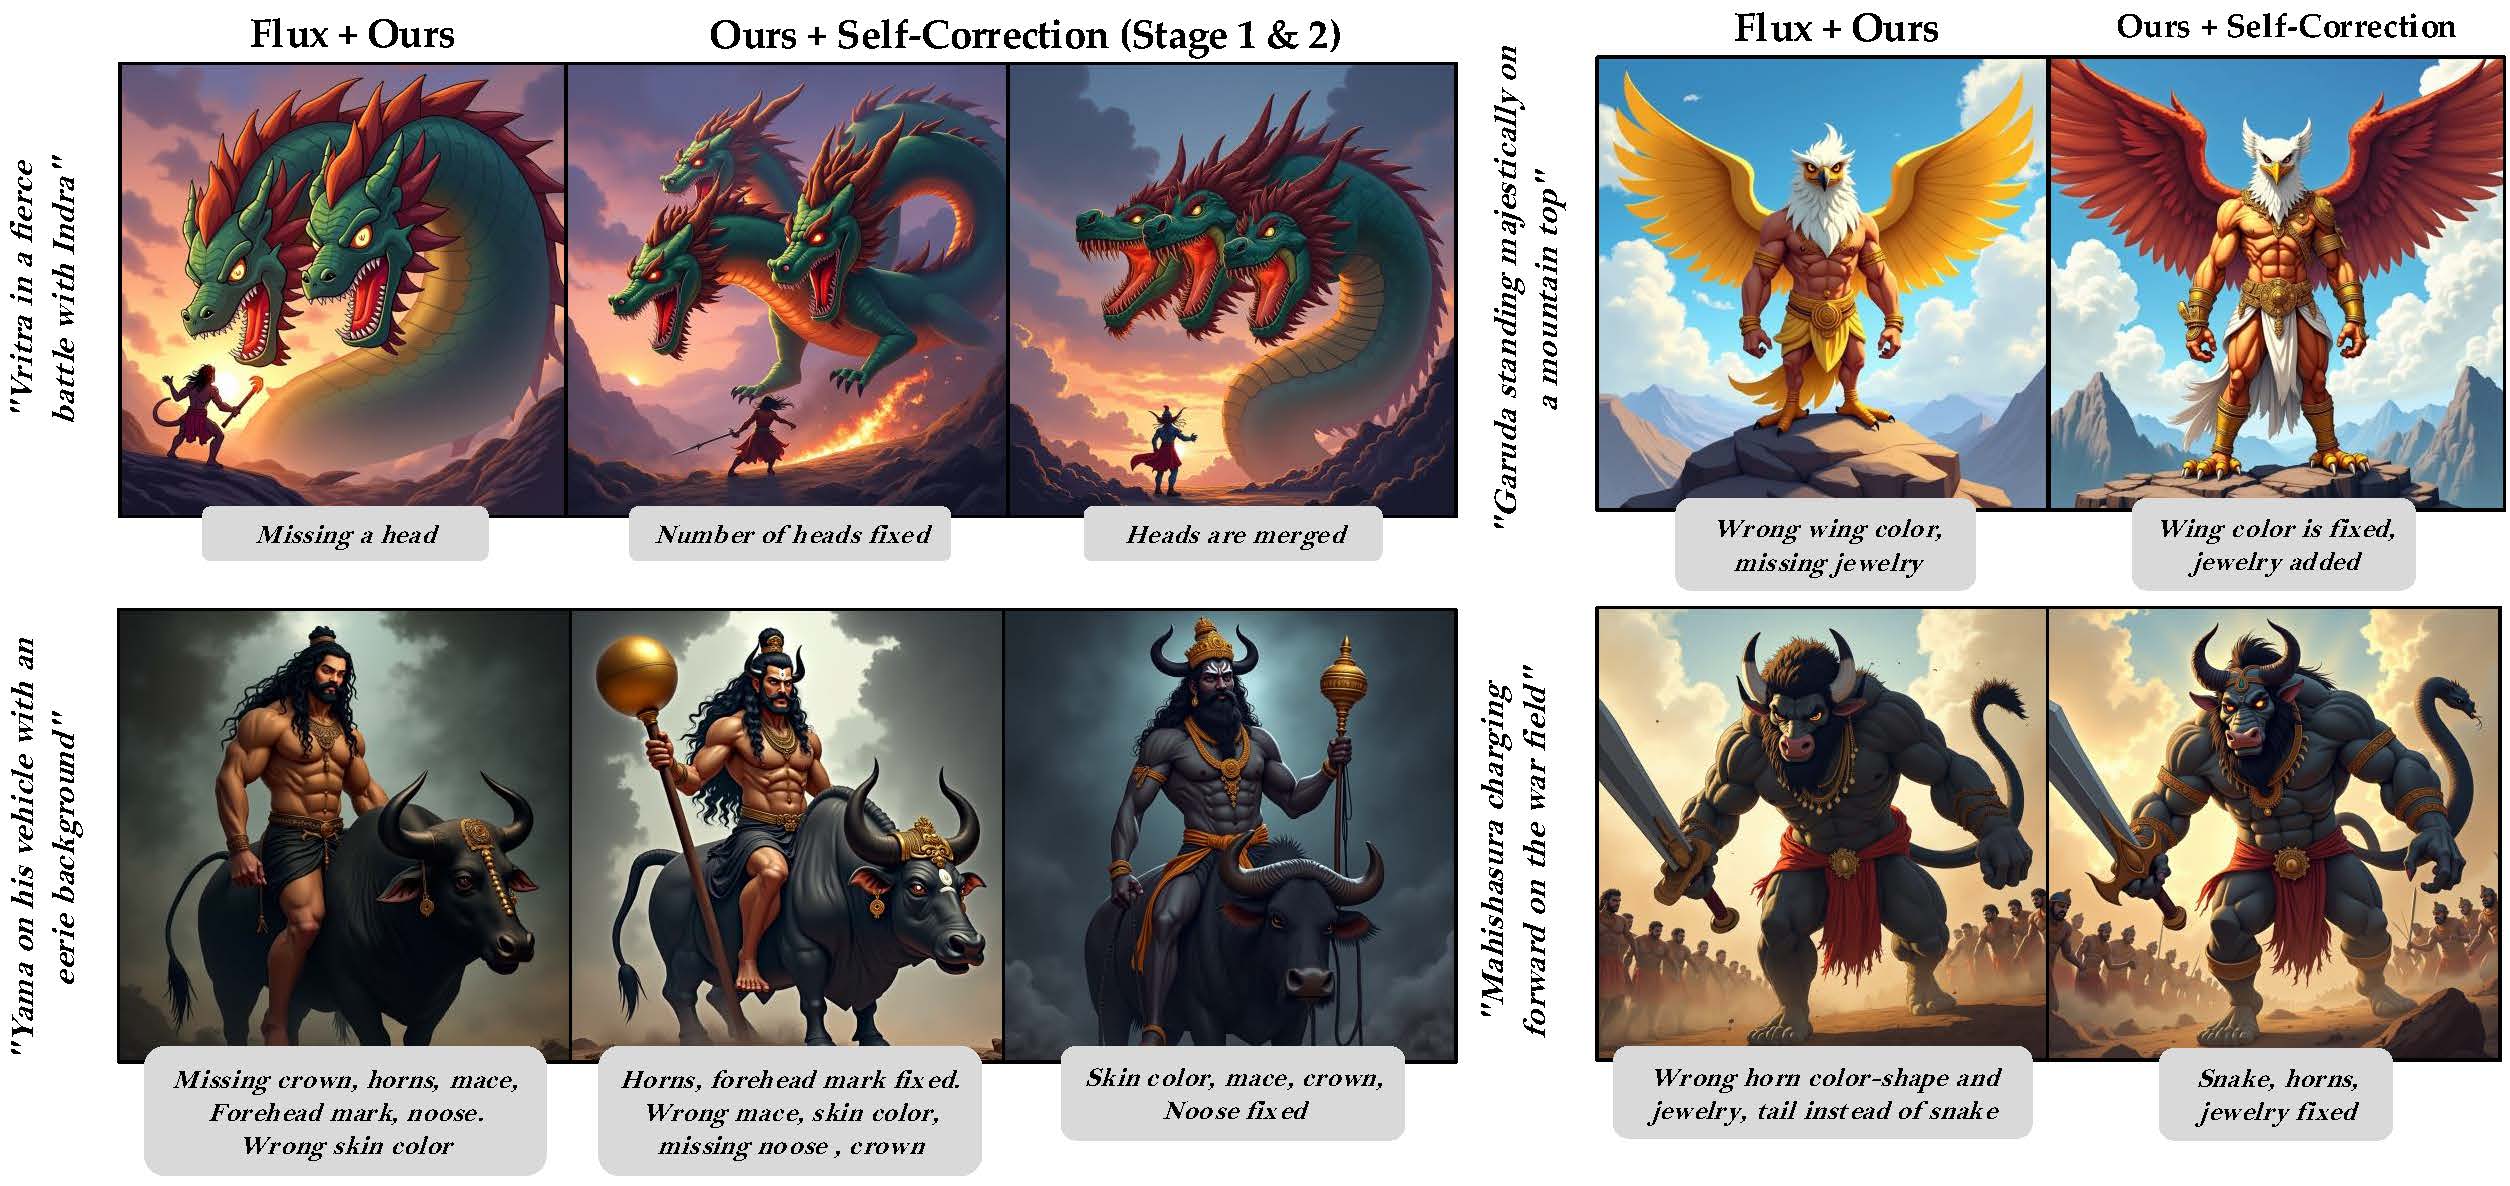 Flux + Ours
Ours + Self-Correction (Stage 1 & 2)
"Vritra in a fierce
battle with Indra"
Missing a head
Number of heads fixed
Heads are merged
"Yama on his vehicle with an
eerie background"
Missing crown, horns, mace,
Forehead mark, noose.
Wrong skin color
Horns, forehead mark fixed.
Wrong mace, skin color,
missing noose , crown
Skin color, mace, crown,
Noose fixed
Flux + Ours
Ours + Self-Correction
"Garuda standing majestically on
a mountain top"
Wrong wing color,
missing jewelry
Wing color is fixed,
jewelry added
"Mahishasura charging
forward on the war field"
Wrong horn color-shape and
jewelry, tail instead of snake
Snake, horns,
jewelry fixed